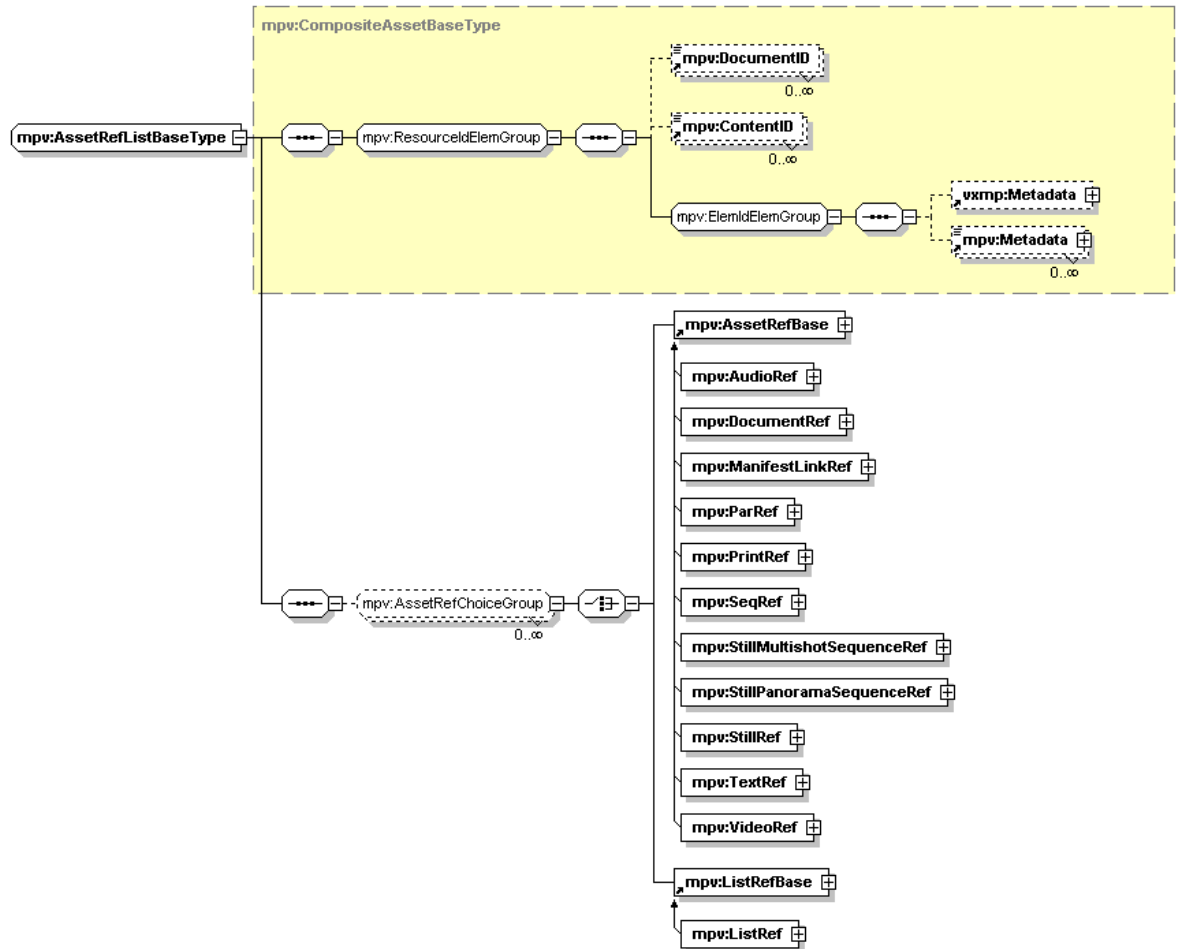 mpv:CompositeAssetBaseType
mpv:DocumentID
0..∞
mpv:AssetRefListBaseType
mpv:ResourceIdElemGroup
mpv:ContentID
0..∞
mpv:ElemIdElemGroup
vxmp:Metadata
mpv:Metadata
0..∞
mpv:AssetRefBase
mpv:AudioRef
mpv:DocumentRef
mpv:ManifestLinkRef
mpv:ParRef
mpv:PrintRef
mpv:AssetRefChoiceGroup
0..∞
mpv:SeqRef
mpv:StillMultishotSequenceRef
mpv:StillPanoramaSequenceRef
mpv:StillRef
mpv:TextRef
mpv:VideoRef
mpv:ListRefBase
mpv:ListRef